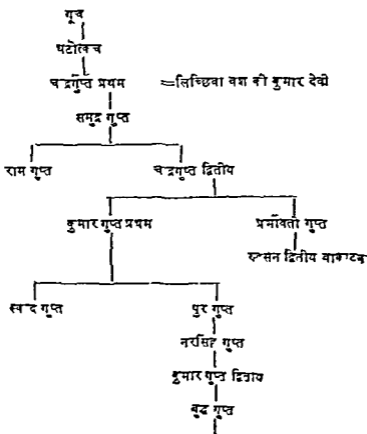 गुप्त
घटोत्कच
चन्द्रगुप्त प्रथम =लिच्छिवी वंश की कुमार देवी
समुद्र गुप्त
राम गुप्त चन्द्रगुप्त द्वितीय
कुमार गुप्त प्रथम प्रभावती गुप्त
रुद्रसेन द्वितीय वाकाटक
स्कन्द गुप्त पुर गुप्त
नरसिंह गुप्त
कुमार गुप्त द्वितीय
बुद्ध गुप्त